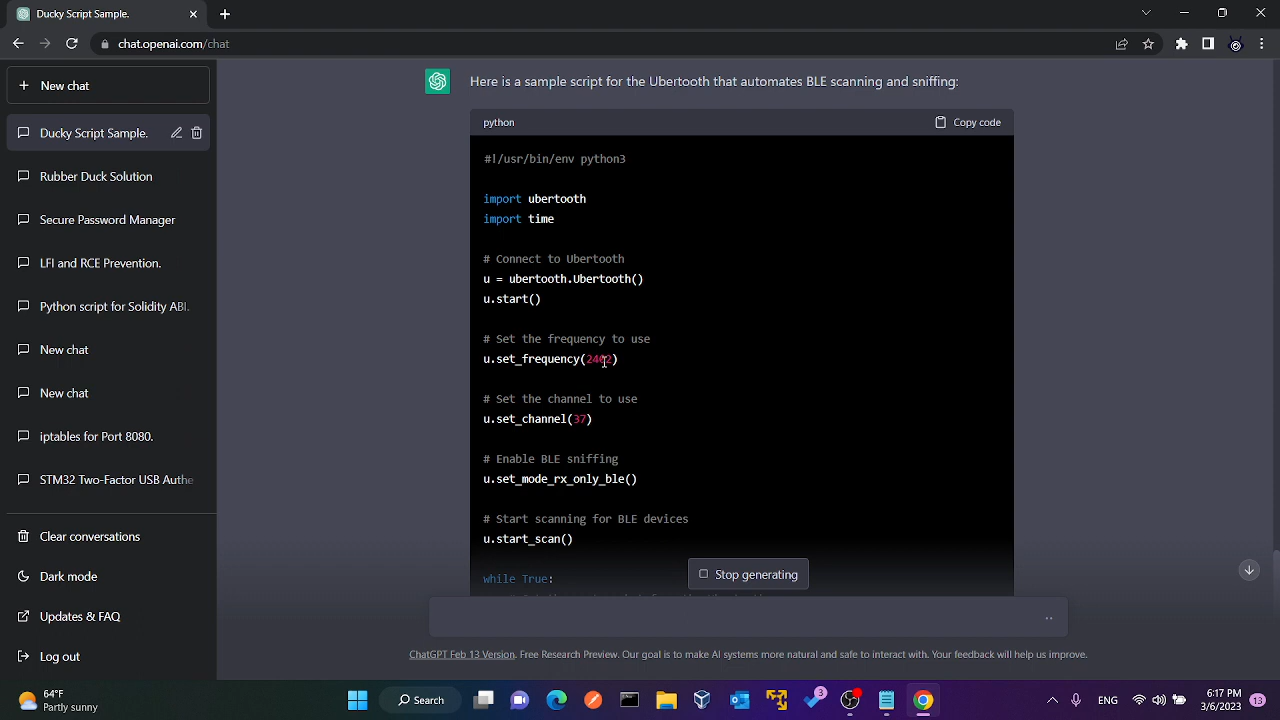 Ducky Script Sample.
chat.openai.com/chat
New chat
Ducky Script Sample.
Rubber Duck Solution
Secure Password Manager
LFI and RCE Prevention.
Python script for Solidity ABI.
New chat
New chat
iptables for Port 8080.
STM32 Two-Factor USB Authe
Clear conversations
Dark mode
Updates & FAQ
Log out
Here is a sample script for the Ubertooth that automates BLE scanning and sniffing:
python
Copy code
#!/usr/bin/env python3
import ubertooth
import time
# Connect to Ubertooth
u = ubertooth.Ubertooth()
u.start()
# Set the frequency to use
u.set_frequency(2402)
# Set the channel to use
u.set_channel(37)
# Enable BLE sniffing
u.set_mode_rx_only_ble()
# Start scanning for BLE devices
u.start_scan()
while True:
Stop generating
ChatGPT Feb 13 Version. Free Research Preview. Our goal is to make AI systems more natural and safe to interact with. Your feedback will help us improve.
64°F
Partly sunny
Search
3
ENG
6:17 PM
3/6/2023
13